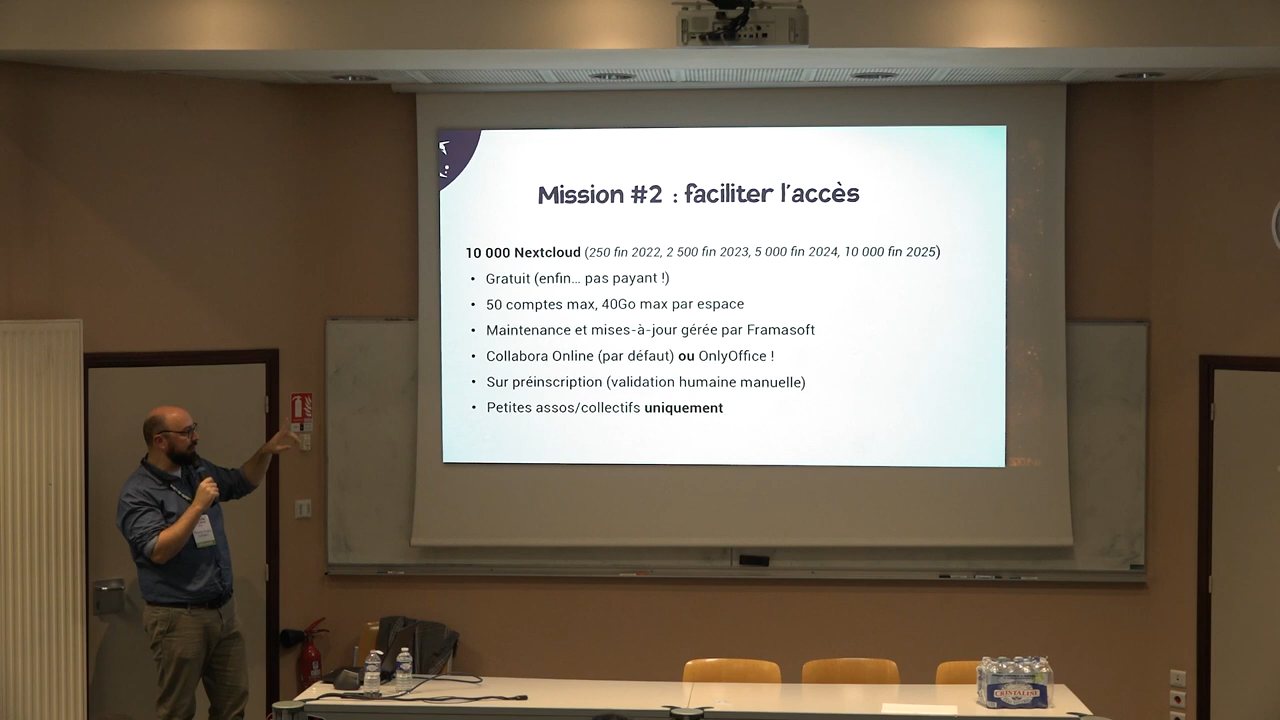 Mission #2 : faciliter l'accès
10 000 Nextcloud (250 fin 2022, 2 500 fin 2023, 5 000 fin 2024, 10 000 fin 2025)
• Gratuit (enfin... pas payant !)
• 50 comptes max, 40Go max par espace
• Maintenance et mises-à-jour gérée par Framasoft
• Collabora Online (par défaut) ou OnlyOffice !
• Sur préinscription (validation humaine manuelle)
• Petites assos/collectifs uniquement
CRISTALINE